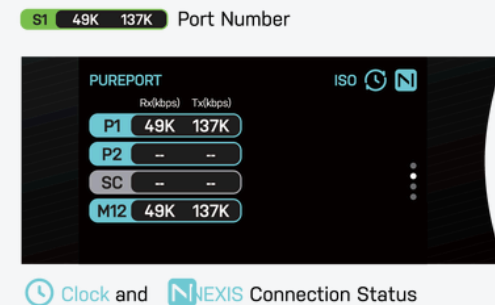 S1 49K 137K Port Number
PUREPORT ISO N
Rx(kbps) Tx(kbps)
P1 49K 137K
P2 -- --
SC -- --
M12 49K 137K
Clock and NNEXIS Connection Status